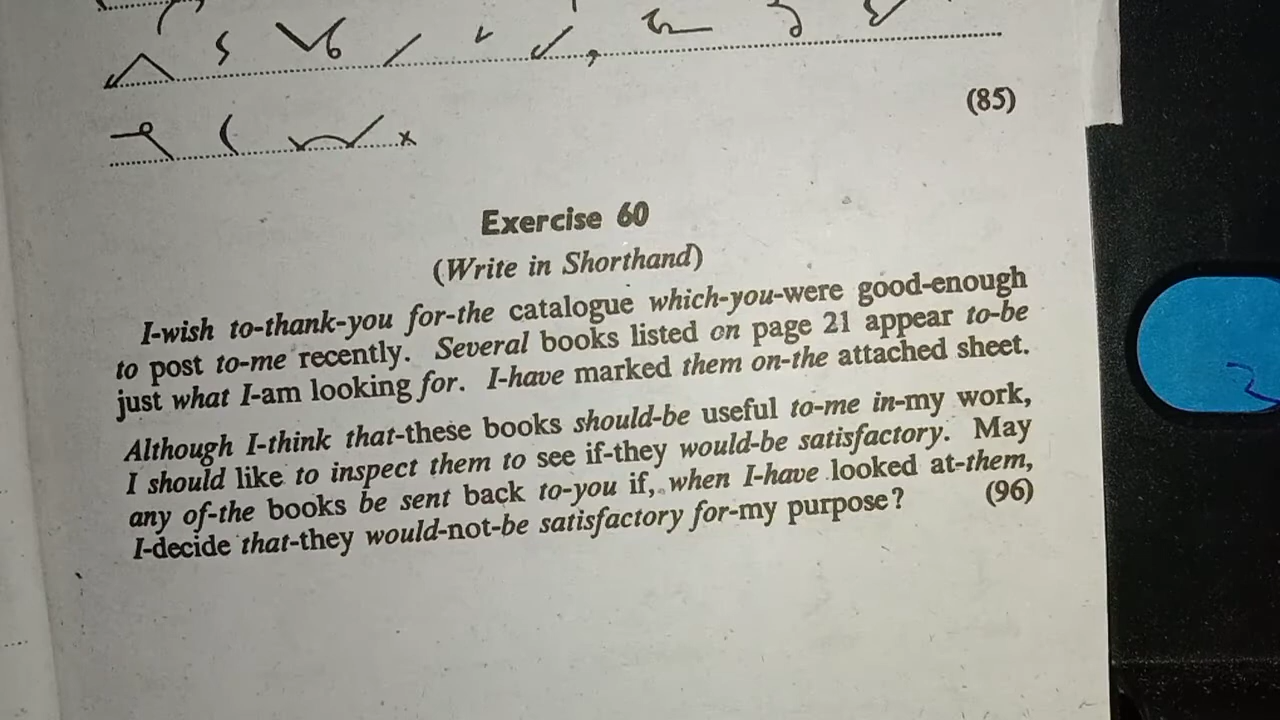 (85)
Exercise 60
(Write in Shorthand)
I-wish to-thank-you for-the catalogue which-you-were good-enough
to post to-me recently. Several books listed on page 21 appear to-be
just what I-am looking for. I-have marked them on-the attached sheet.
Although I-think that-these books should-be useful to-me in-my work,
I should like to inspect them to see if-they would-be satisfactory. May
any of-the books be sent back to-you if, when I-have looked at-them,
I-decide that-they would-not-be satisfactory for-my purpose? (96)